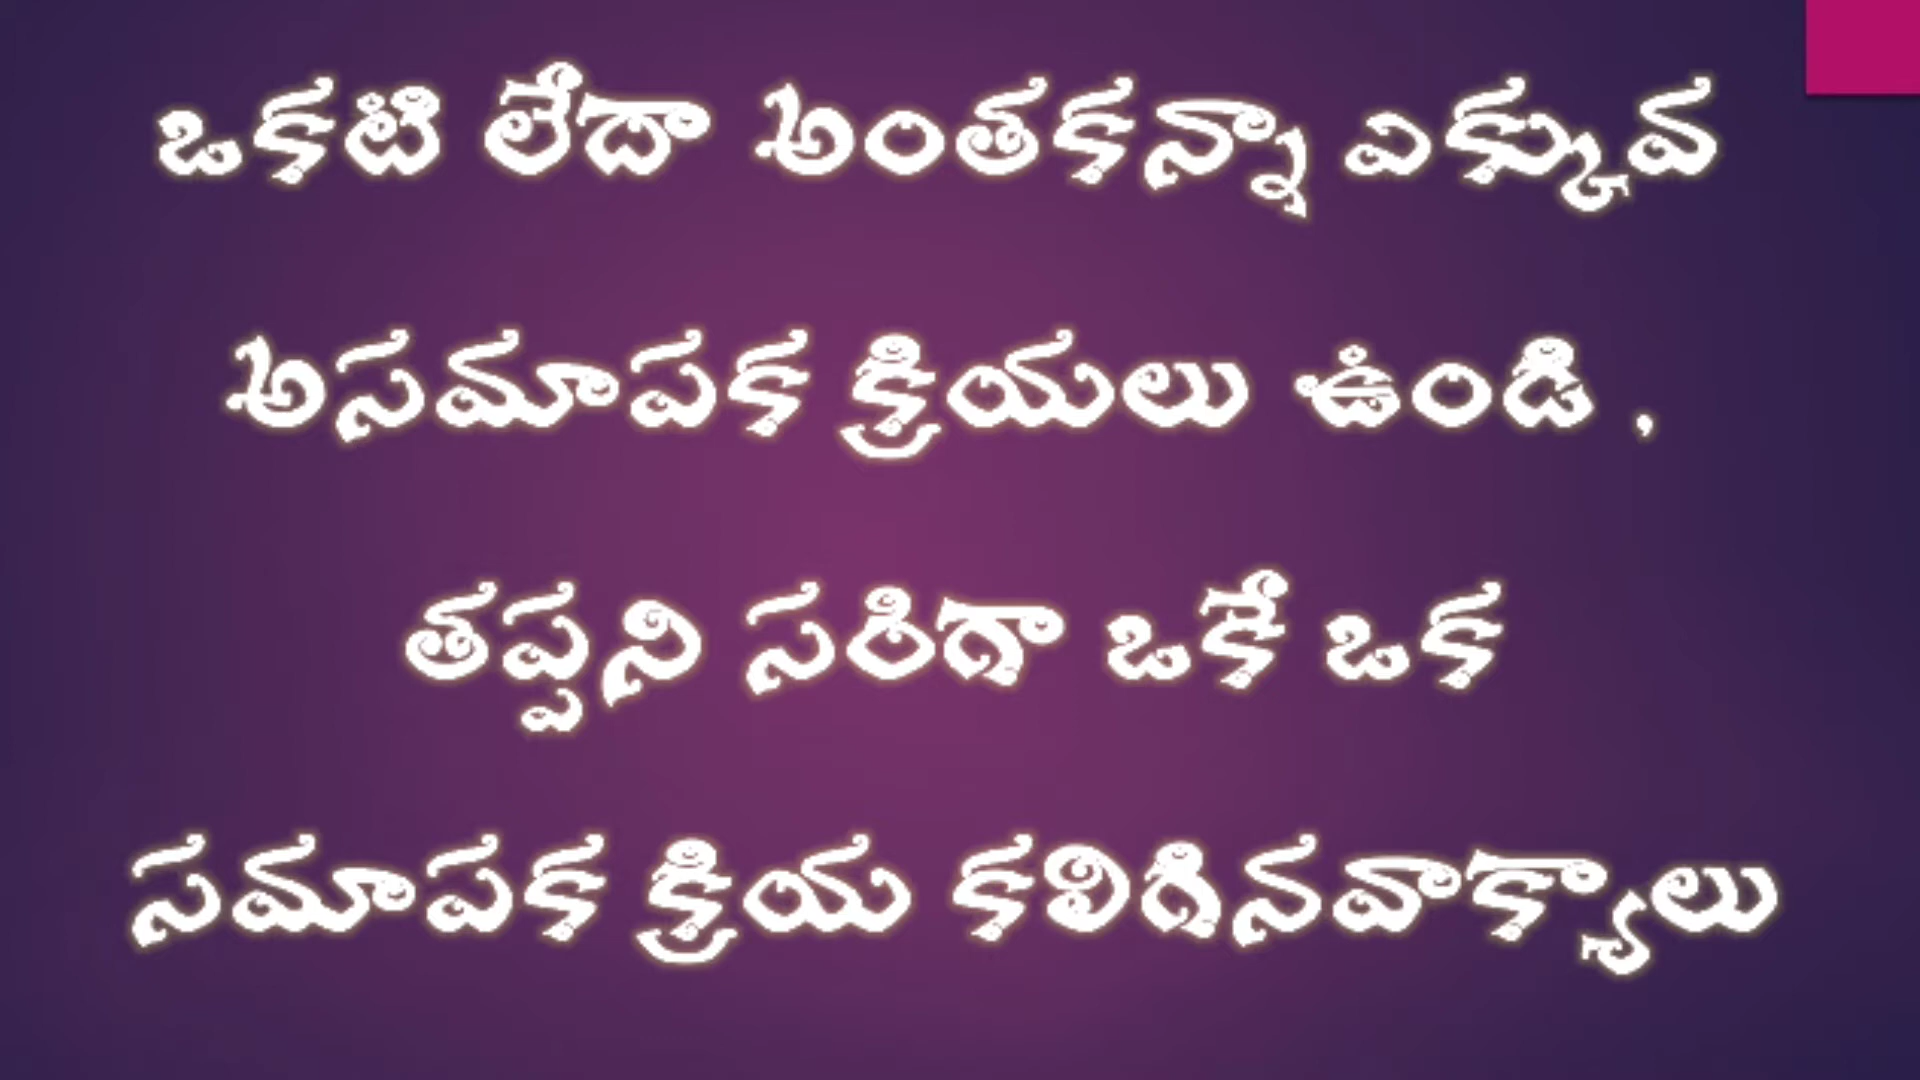 ఒకటి లేదా అంతకన్నా ఎక్కువ
అసమాపక క్రియలు ఉండి ,
తప్పని సరిగా ఒకే ఒక
సమాపక క్రియ కలిగినవాక్యాలు